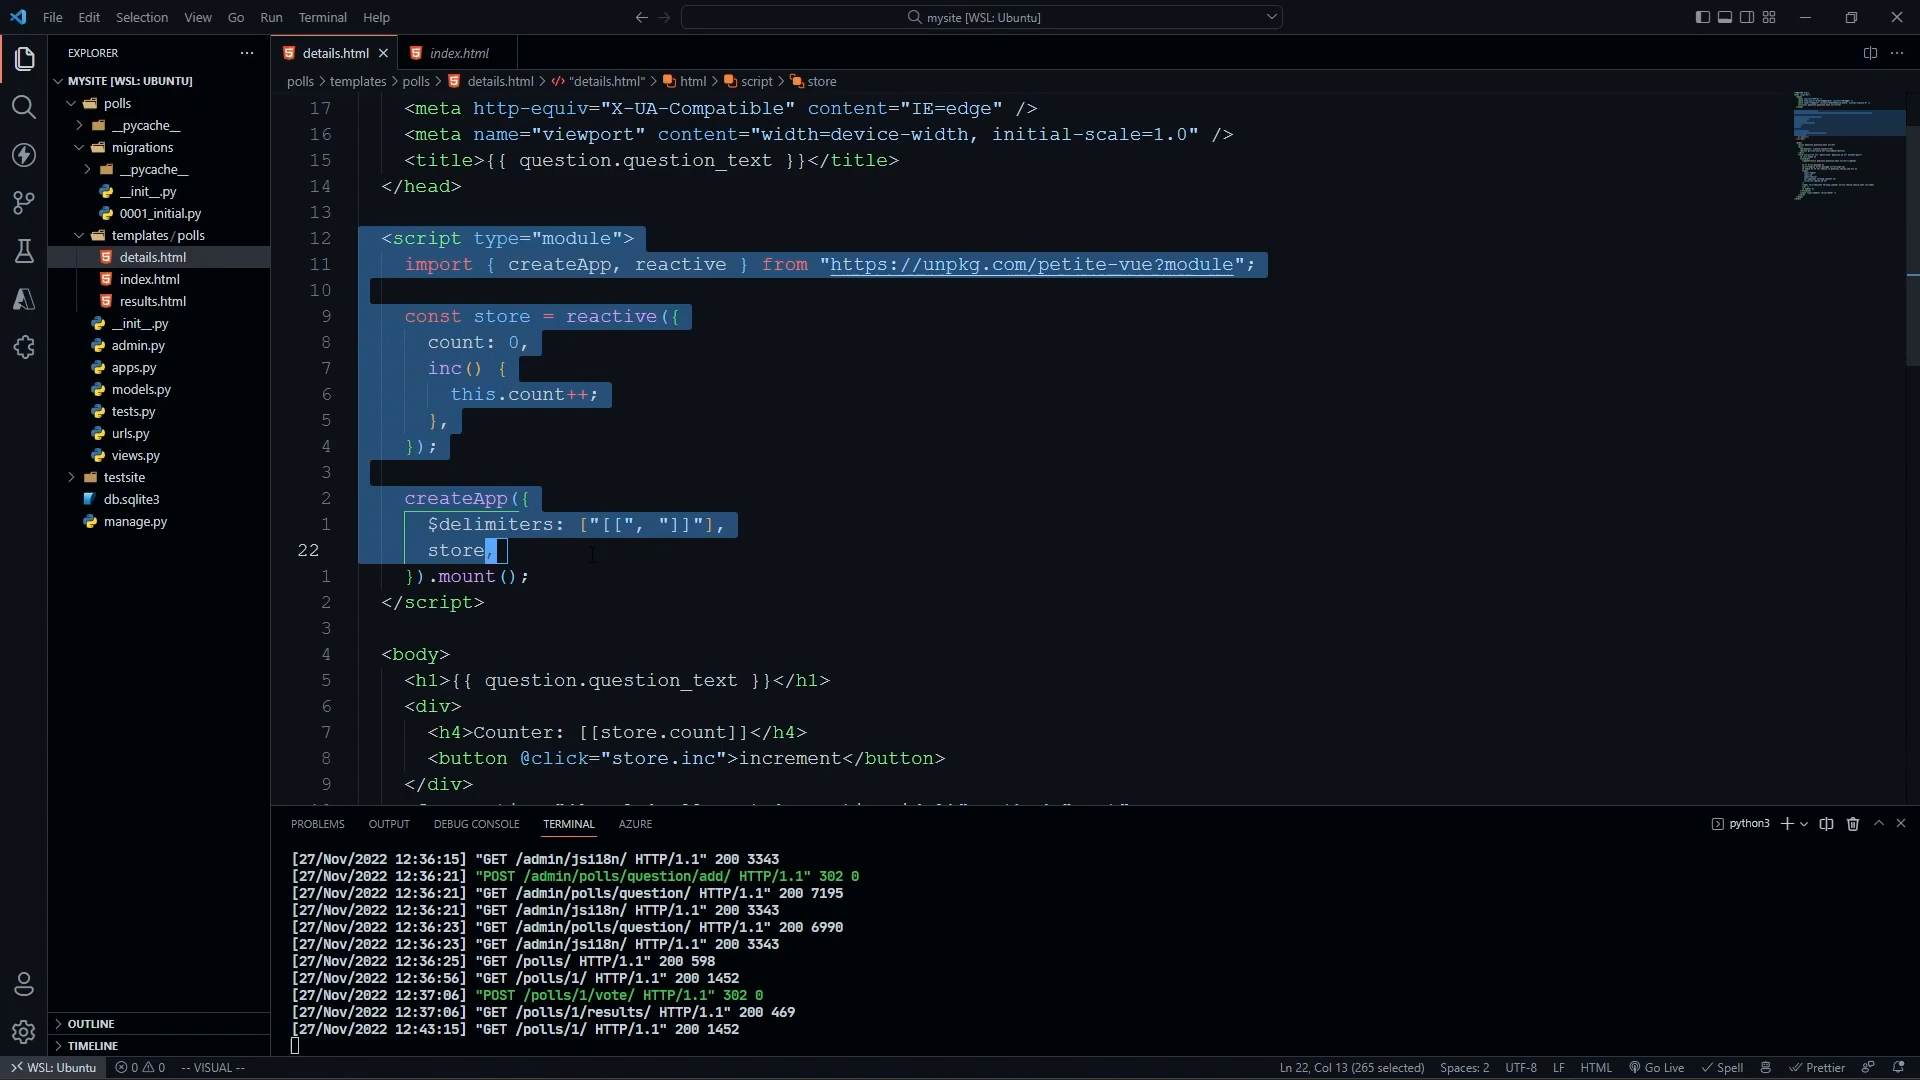 File Edit Selection View Go Run Terminal Help
mysite [WSL: Ubuntu]
EXPLORER
MYSITE [WSL: UBUNTU]
polls
__pycache__
migrations
__pycache__
__init__.py
0001_initial.py
templates/polls
details.html
index.html
results.html
__init__.py
admin.py
apps.py
models.py
tests.py
urls.py
views.py
testsite
db.sqlite3
manage.py
OUTLINE
TIMELINE
details.html index.html
polls > templates > polls > details.html > "details.html" > html > script > store
17 <meta http-equiv="X-UA-Compatible" content="IE=edge" />
16 <meta name="viewport" content="width=device-width, initial-scale=1.0" />
15 <title>{{ question.question_text }}</title>
14 </head>
13
12 <script type="module">
11 import { createApp, reactive } from "https://unpkg.com/petite-vue?module";
10
9 const store = reactive({
8 count: 0,
7 inc() {
6 this.count++;
5 },
4 });
3
2 createApp({
1 $delimiters: ["[[", "]]"],
22 store,
1 }).mount();
2 </script>
3
4 <body>
5 <h1>{{ question.question_text }}</h1>
6 <div>
7 <h4>Counter: [[store.count]]</h4>
8 <button @click="store.inc">increment</button>
9 </div>
PROBLEMS OUTPUT DEBUG CONSOLE TERMINAL AZURE
python3
[27/Nov/2022 12:36:15] "GET /admin/jsi18n/ HTTP/1.1" 200 3343
[27/Nov/2022 12:36:21] "POST /admin/polls/question/add/ HTTP/1.1" 302 0
[27/Nov/2022 12:36:21] "GET /admin/polls/question/ HTTP/1.1" 200 7195
[27/Nov/2022 12:36:21] "GET /admin/jsi18n/ HTTP/1.1" 200 3343
[27/Nov/2022 12:36:23] "GET /admin/polls/question/ HTTP/1.1" 200 6990
[27/Nov/2022 12:36:23] "GET /admin/jsi18n/ HTTP/1.1" 200 3343
[27/Nov/2022 12:36:25] "GET /polls/ HTTP/1.1" 200 598
[27/Nov/2022 12:36:56] "GET /polls/1/ HTTP/1.1" 200 1452
[27/Nov/2022 12:37:06] "POST /polls/1/vote/ HTTP/1.1" 302 0
[27/Nov/2022 12:37:06] "GET /polls/1/results/ HTTP/1.1" 200 469
[27/Nov/2022 12:43:15] "GET /polls/1/ HTTP/1.1" 200 1452
WSL: Ubuntu 0 0 -- VISUAL -- Ln 22, Col 13 (265 selected) Spaces: 2 UTF-8 LF HTML Go Live Spell Prettier